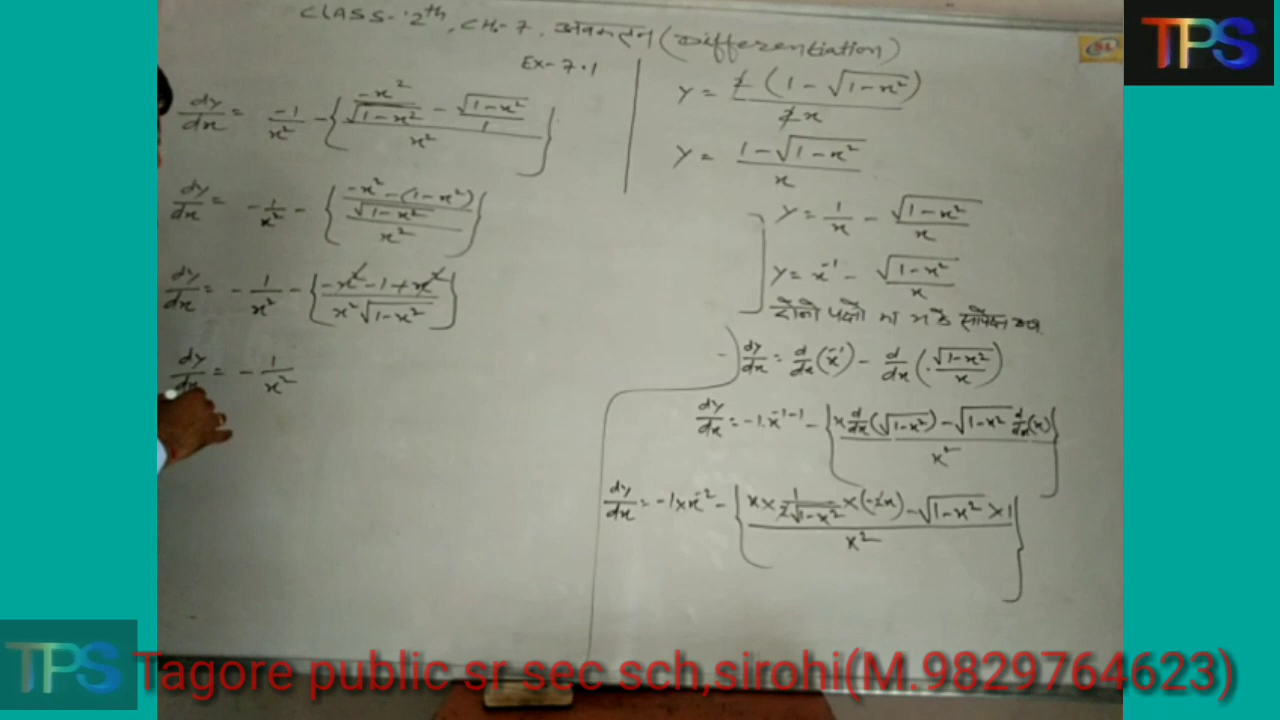 CLASS-12th, CH-7, अवकलन (Differentiation)
Ex-7.1
y = 2(1-√(1-x²)) / 2x
y = (1-√(1-x²)) / x
y = 1/x - √(1-x²)/x
y = x⁻¹ - √(1-x²)/x
दोनो पक्षो का x के सापेक्ष
dy/dx = d/dx(x⁻¹) - d/dx(√(1-x²)/x)
dy/dx = -1·x⁻¹⁻¹ - {(x d/dx(√(1-x²)) - √(1-x²) d/dx(x)) / x²}
dy/dx = -1×x⁻² - {(x × 1/(2√(1-x²)) × (-2x) - √(1-x²) × 1) / x²}
dy/dx = -1/x² - {(-x²/√(1-x²) - √(1-x²)/1) / x²}
dy/dx = -1/x² - {((-x²-(1-x²))/√(1-x²)) / x²}
dy/dx = -1/x² - {(-x²-1+x²) / (x²√(1-x²))}
dy/dx = -1/x²
TPS
TPS
Tagore public sr sec sch,sirohi(M.9829764623)